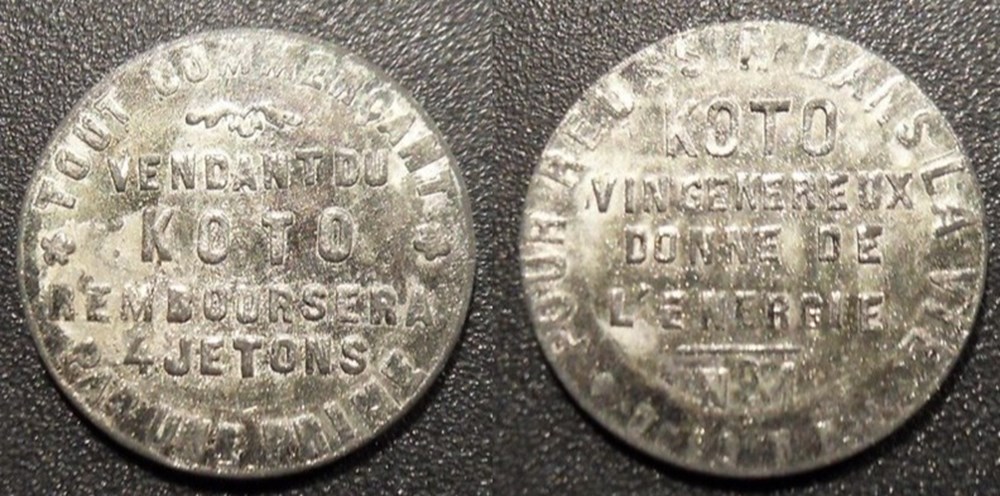 TOUT COMMERCANT
VENDANT DU
KOTO
REMBOURSERA
4 JETONS
POUR REUSSIR DANS LA VIE
KOTO
VIN GENEREUX
DONNE DE
L'ENERGIE